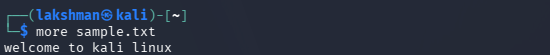 ┌──(lakshman㉿kali)-[~]
└─$ more sample.txt
welcome to kali linux